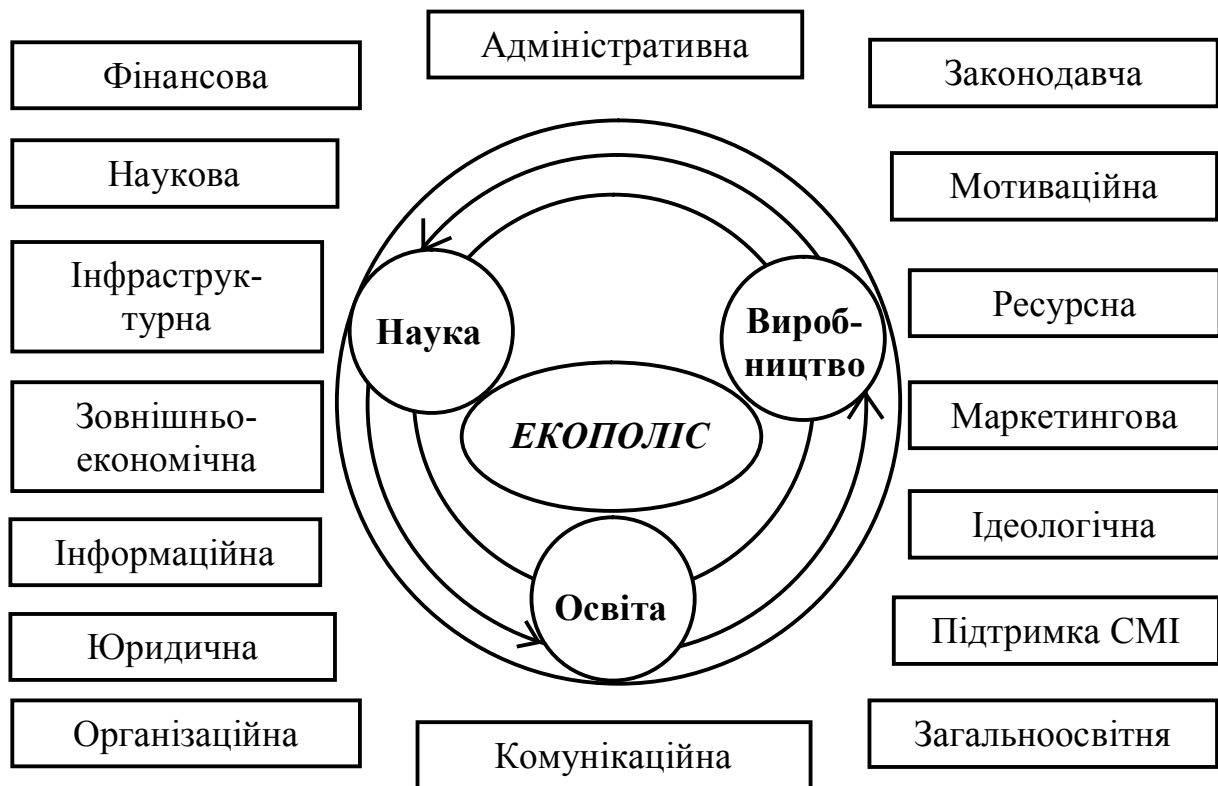 Адміністративна
Фінансова
Законодавча
Наукова
Мотиваційна
Інфраструк-
турна
Ресурсна
Наука
Вироб-
ництво
Зовнішньо-
економічна
Маркетингова
ЕКОПОЛІС
Інформаційна
Ідеологічна
Освіта
Юридична
Підтримка СМІ
Організаційна
Комунікаційна
Загальноосвітня